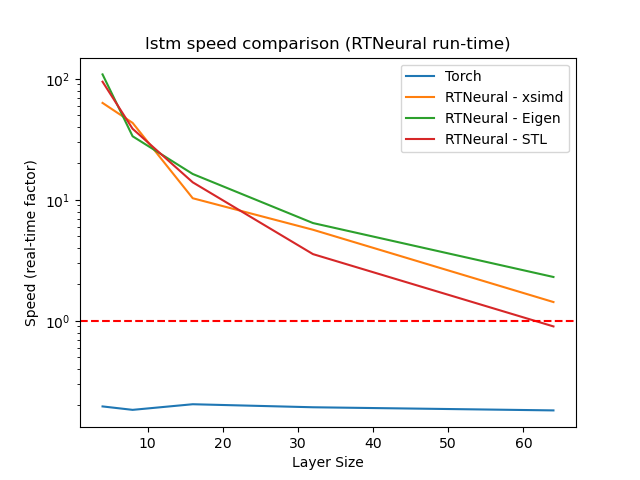 lstm speed comparison (RTNeural run-time)
Torch
RTNeural - xsimd
RTNeural - Eigen
RTNeural - STL
Speed (real-time factor)
10²
10¹
10⁰
10 20 30 40 50 60
Layer Size